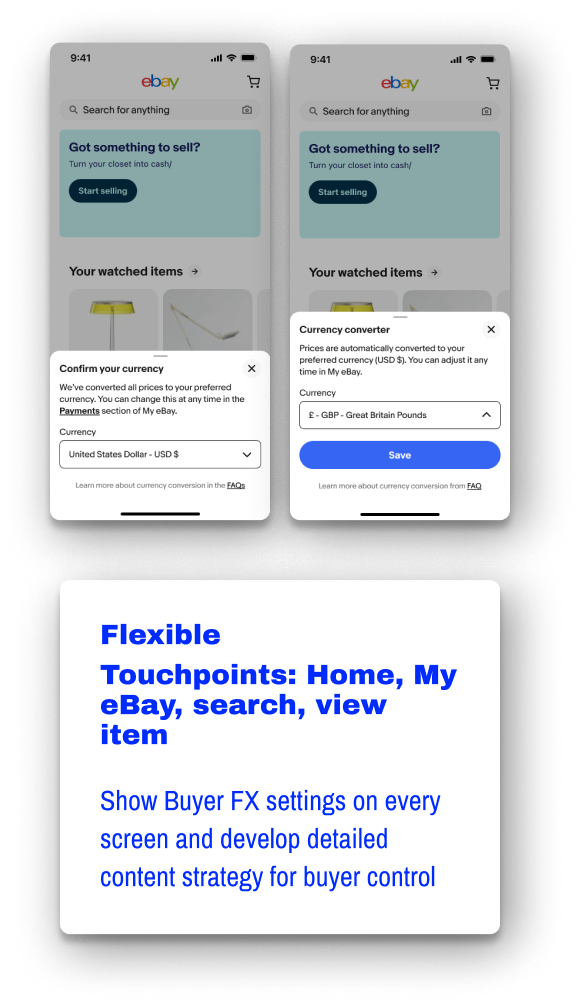 9:41
ebay
Search for anything
Got something to sell?
Turn your closet into cash/
Start selling
Your watched items
Confirm your currency
We've converted all prices to your preferred
currency. You can change this at any time in the
Payments section of My eBay.
Currency
United States Dollar - USD $
Learn more about currency conversion in the FAQs
9:41
ebay
Search for anything
Got something to sell?
Turn your closet into cash/
Start selling
Your watched items
Currency converter
Prices are automatically converted to your
preferred currency (USD $). You can adjust it any
time in My eBay.
Currency
£ - GBP - Great Britain Pounds
Save
Learn more about currency conversion from FAQ
Flexible
Touchpoints: Home, My
eBay, search, view
item
Show Buyer FX settings on every
screen and develop detailed
content strategy for buyer control